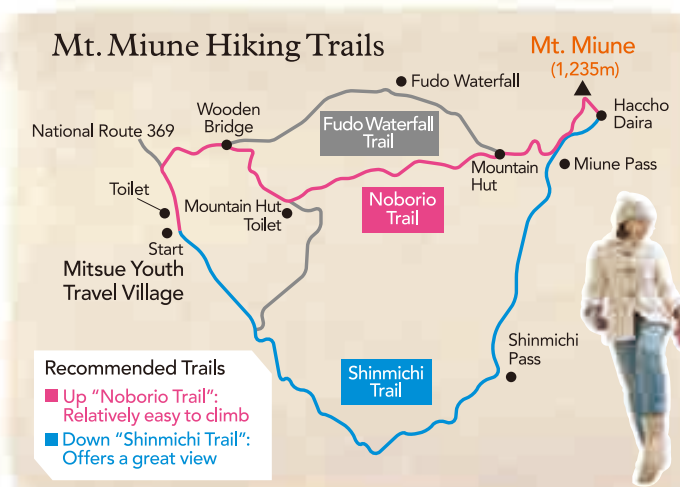 Mt. Miune Hiking Trails
Mt. Miune
(1,235m)
Fudo Waterfall
Haccho
Daira
Wooden
Bridge
National Route 369
Fudo Waterfall
Trail
Mountain
Hut
Miune Pass
Toilet
Mountain Hut
Toilet
Noborio
Trail
Start
Mitsue Youth
Travel Village
Shinmichi
Pass
Shinmichi
Trail
Recommended Trails
Up “Noborio Trail”:
Relatively easy to climb
Down “Shinmichi Trail”:
Offers a great view